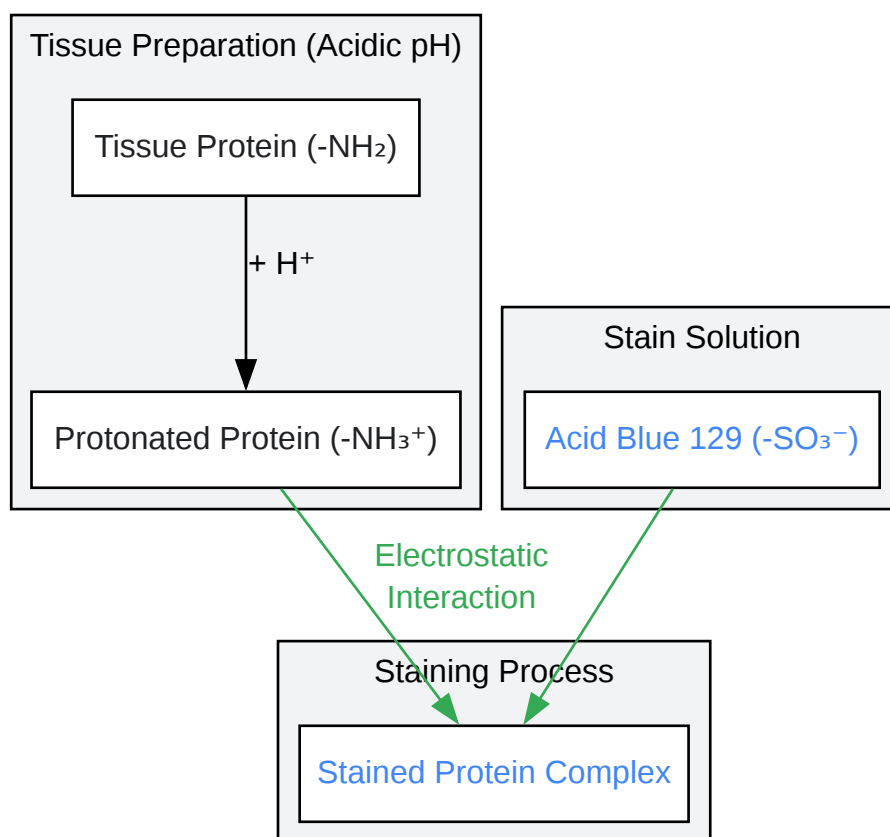 Tissue Preparation (Acidic pH)
Tissue Protein (-NH₂)
+ H⁺
Protonated Protein (-NH₃⁺)
Stain Solution
Acid Blue 129 (-SO₃⁻)
Electrostatic
Interaction
Staining Process
Stained Protein Complex